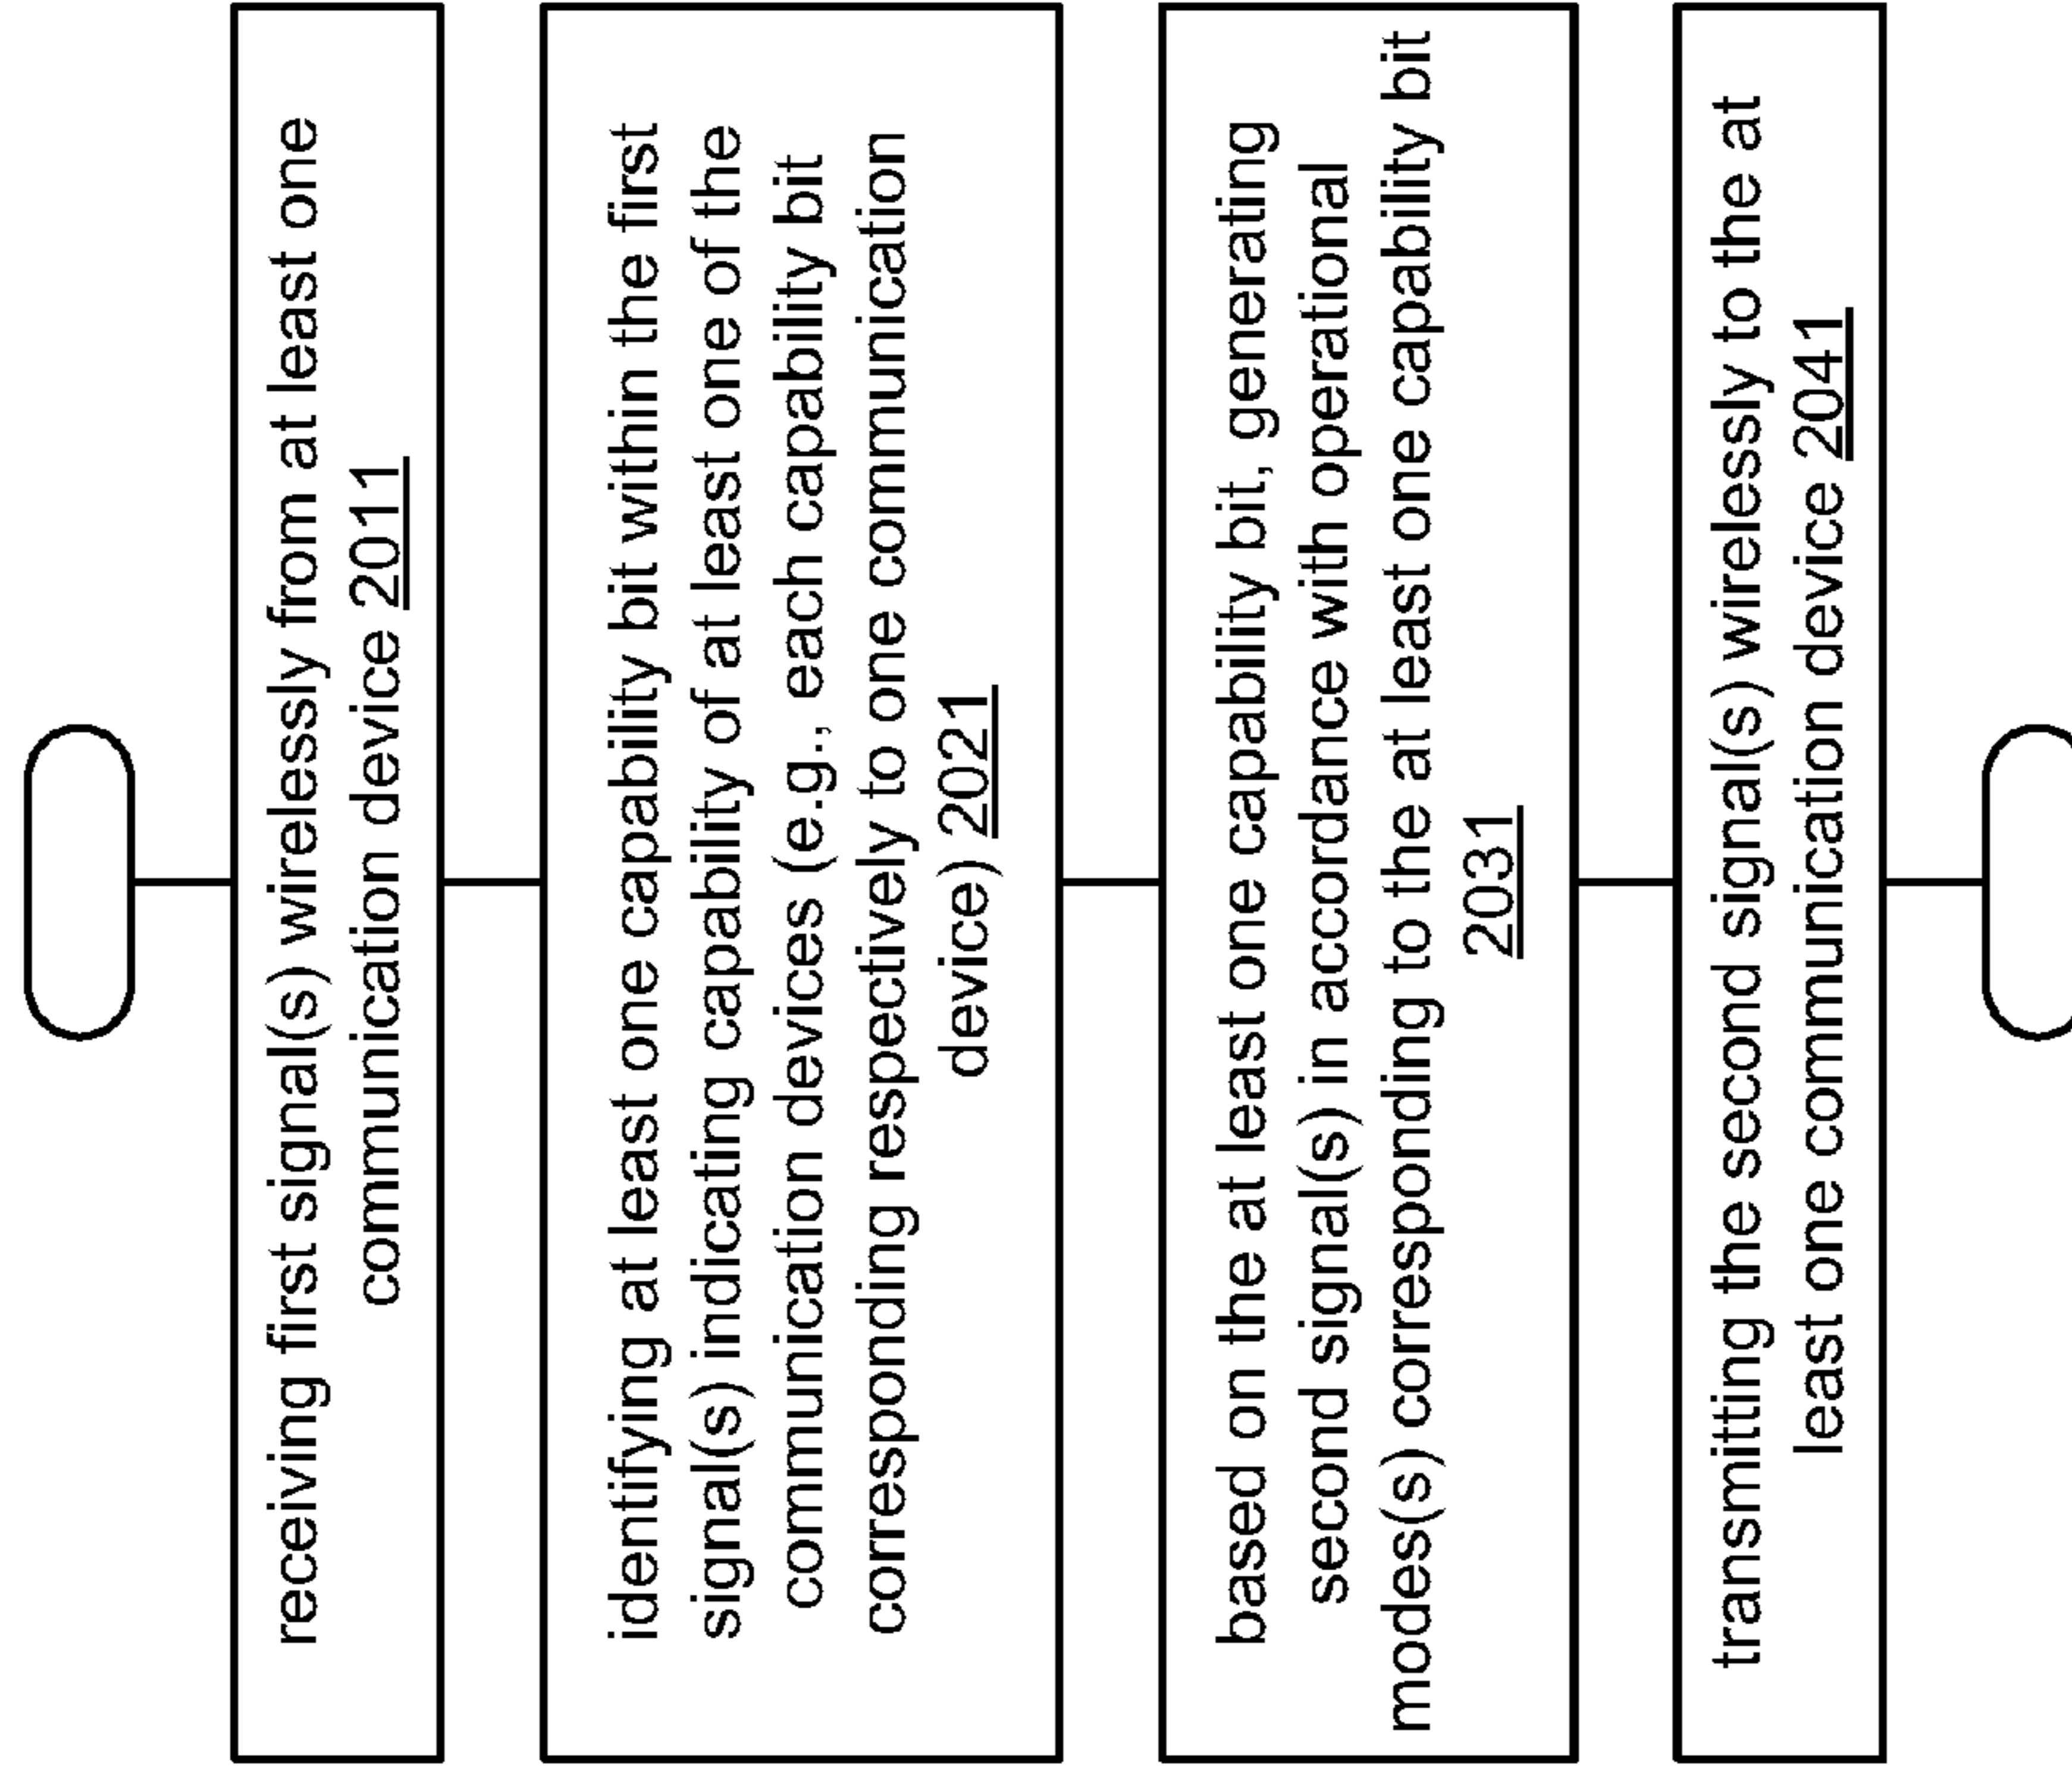 receiving first signal(s) wirelessly from at least one
communication device 2011
identifying at least one capability bit within the first
signal(s) indicating capability of at least one of the
communication devices (e.g., each capability bit
corresponding respectively to one communication
device) 2021
based on the at least one capability bit, generating
second signal(s) in accordance with operational
modes(s) corresponding to the at least one capability bit
2031
transmitting the second signal(s) wirelessly to the at
least one communication device 2041